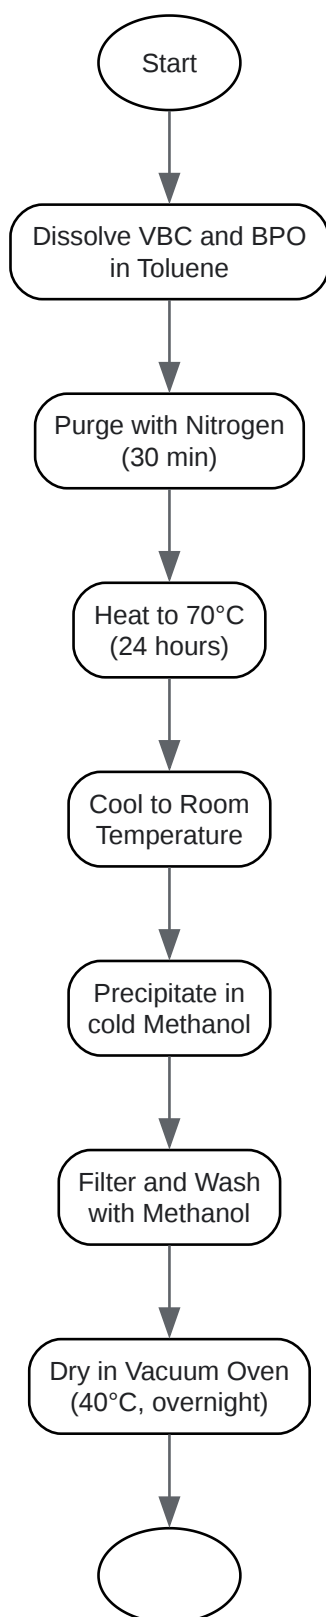 Start
Dissolve VBC and BPO
in Toluene
Purge with Nitrogen
(30 min)
Heat to 70°C
(24 hours)
Cool to Room
Temperature
Precipitate in
cold Methanol
Filter and Wash
with Methanol
Dry in Vacuum Oven
(40°C, overnight)